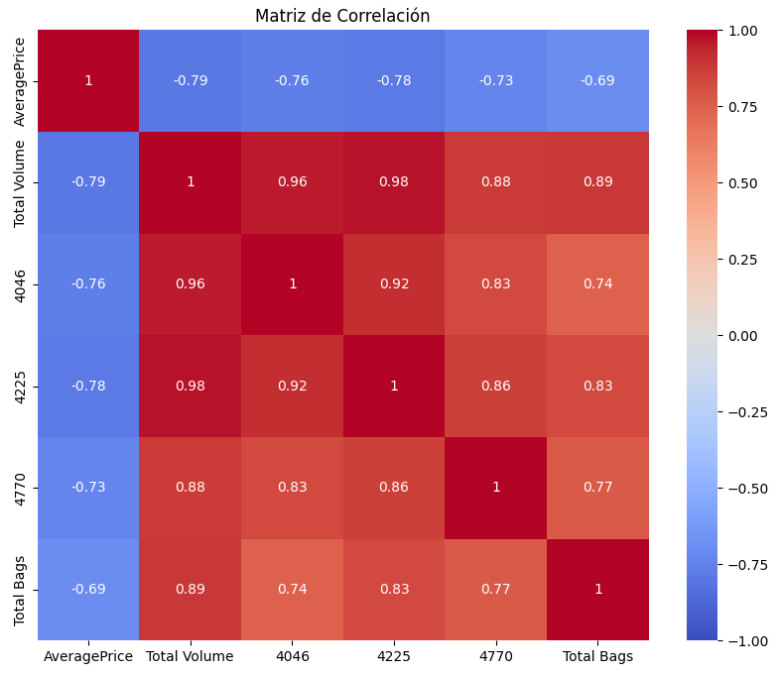 Matriz de Correlación
AveragePrice 1 -0.79 -0.76 -0.78 -0.73 -0.69
Total Volume -0.79 1 0.96 0.98 0.88 0.89
4046 -0.76 0.96 1 0.92 0.83 0.74
4225 -0.78 0.98 0.92 1 0.86 0.83
4770 -0.73 0.88 0.83 0.86 1 0.77
Total Bags -0.69 0.89 0.74 0.83 0.77 1
AveragePrice Total Volume 4046 4225 4770 Total Bags
1.00
0.75
0.50
0.25
0.00
−0.25
−0.50
−0.75
−1.00